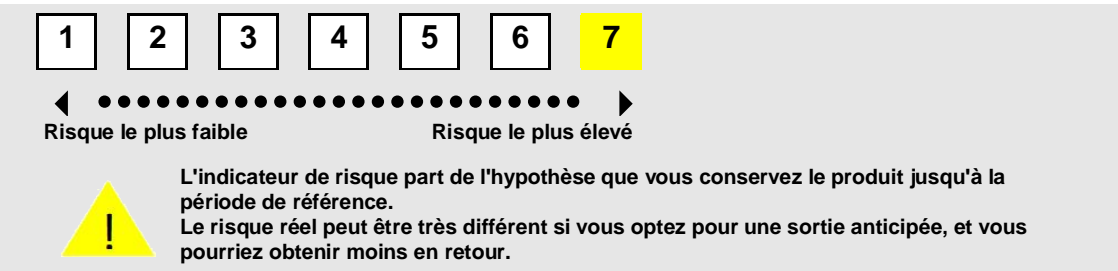 1 2 3 4 5 6 7
Risque le plus faible Risque le plus élevé
!
L'indicateur de risque part de l'hypothèse que vous conservez le produit jusqu'à la
période de référence.
Le risque réel peut être très différent si vous optez pour une sortie anticipée, et vous
pourriez obtenir moins en retour.